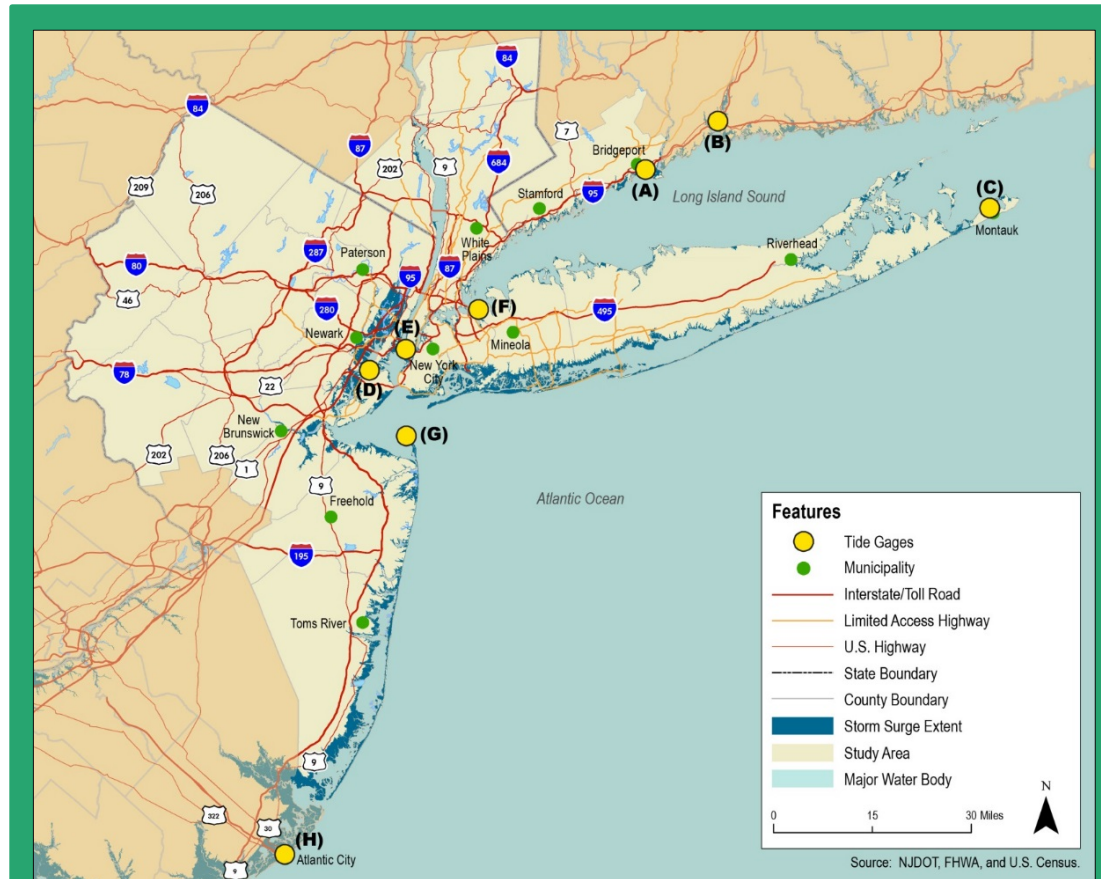 84
84
87
202
9
7
684
209
206
Bridgeport
(B)
(A)
Stamford
95
Long Island Sound
(C)
Montauk
White
Plains
Riverhead
287
Paterson
80
95
87
46
280
(F)
495
Newark
(E)
Mineola
New York
City
(D)
78
22
New
Brunswick
(G)
202
206
1
9
Freehold
Atlantic Ocean
195
Toms River
9
322
30
(H)
Atlantic City
9
Features
Tide Gages
Municipality
Interstate/Toll Road
Limited Access Highway
U.S. Highway
State Boundary
County Boundary
Storm Surge Extent
Study Area
Major Water Body
N
0 15 30 Miles
Source: NJDOT, FHWA, and U.S. Census.